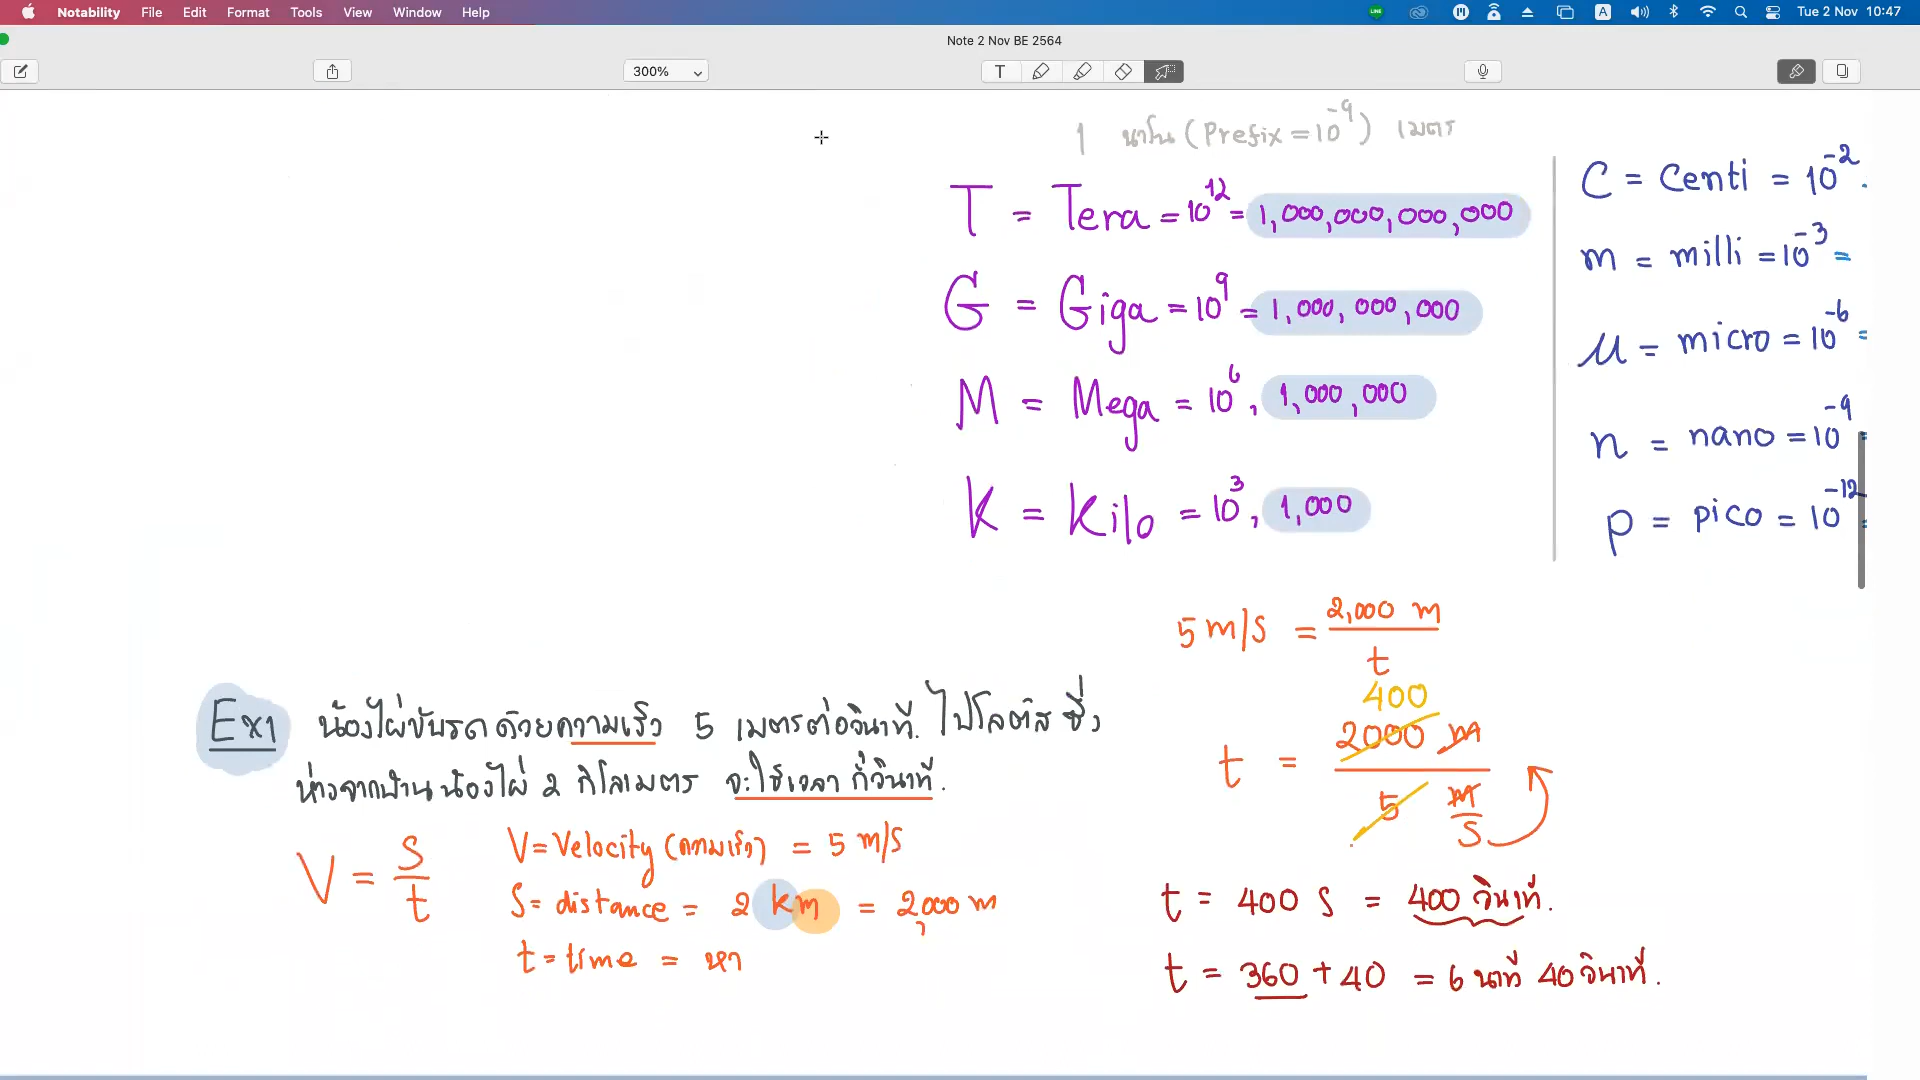 Notability File Edit Format Tools View Window Help
Tue 2 Nov 10:47
Note 2 Nov BE 2564
300%
1 นาโน (Prefix = 10⁻⁹) เมตร
T = Tera = 10¹² = 1,000,000,000,000
G = Giga = 10⁹ = 1,000,000,000
M = Mega = 10⁶, 1,000,000
K = Kilo = 10³, 1,000
C = Centi = 10⁻² .
m = milli = 10⁻³ =
μ = micro = 10⁻⁶ =
n = nano = 10⁻⁹ =
p = pico = 10⁻¹² =
Ex1 น้องไผ่ขับรถด้วยความเร็ว 5 เมตรต่อวินาที. ไปโลตัส ซึ่ง
ห่างจากบ้านน้องไผ่ 2 กิโลเมตร จะใช้เวลา กี่วินาที.
V = S/t
V = Velocity (ความเร็ว) = 5 m/s
S = distance = 2 km = 2,000 m
t = time = หา
5 m/s = 2,000 m / t
400
t = 2000 m / 5 m/s
t = 400 s = 400 วินาที.
t = 360 + 40 = 6 นาที 40 วินาที.